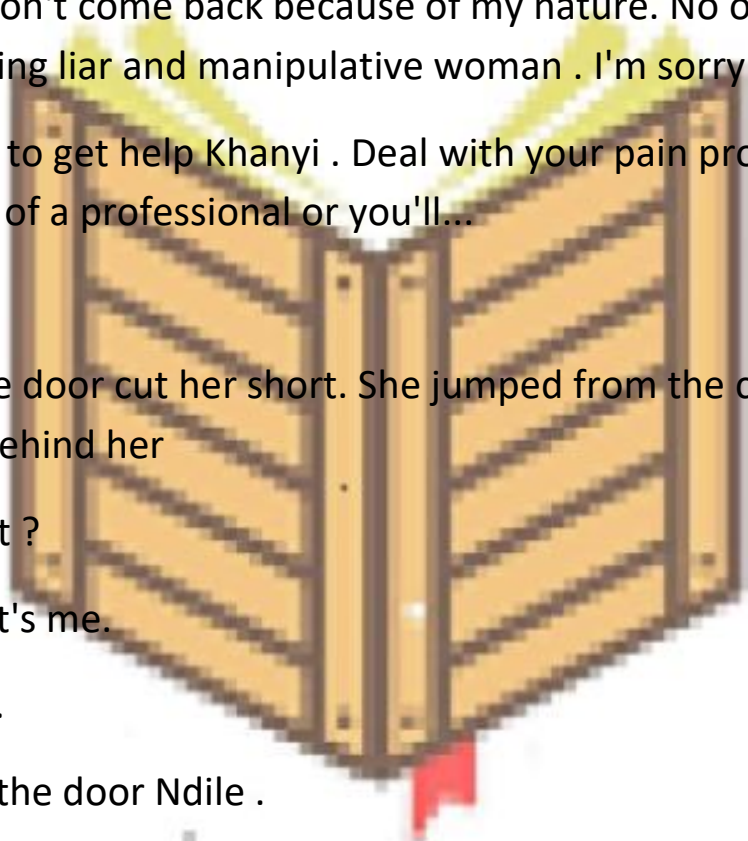 on't come back because of my nature. No o
ing liar and manipulative woman . I'm sorry
to get help Khanyi . Deal with your pain pro
of a professional or you'll...
e door cut her short. She jumped from the c
ehind her
t ?
t's me.
.
the door Ndile .